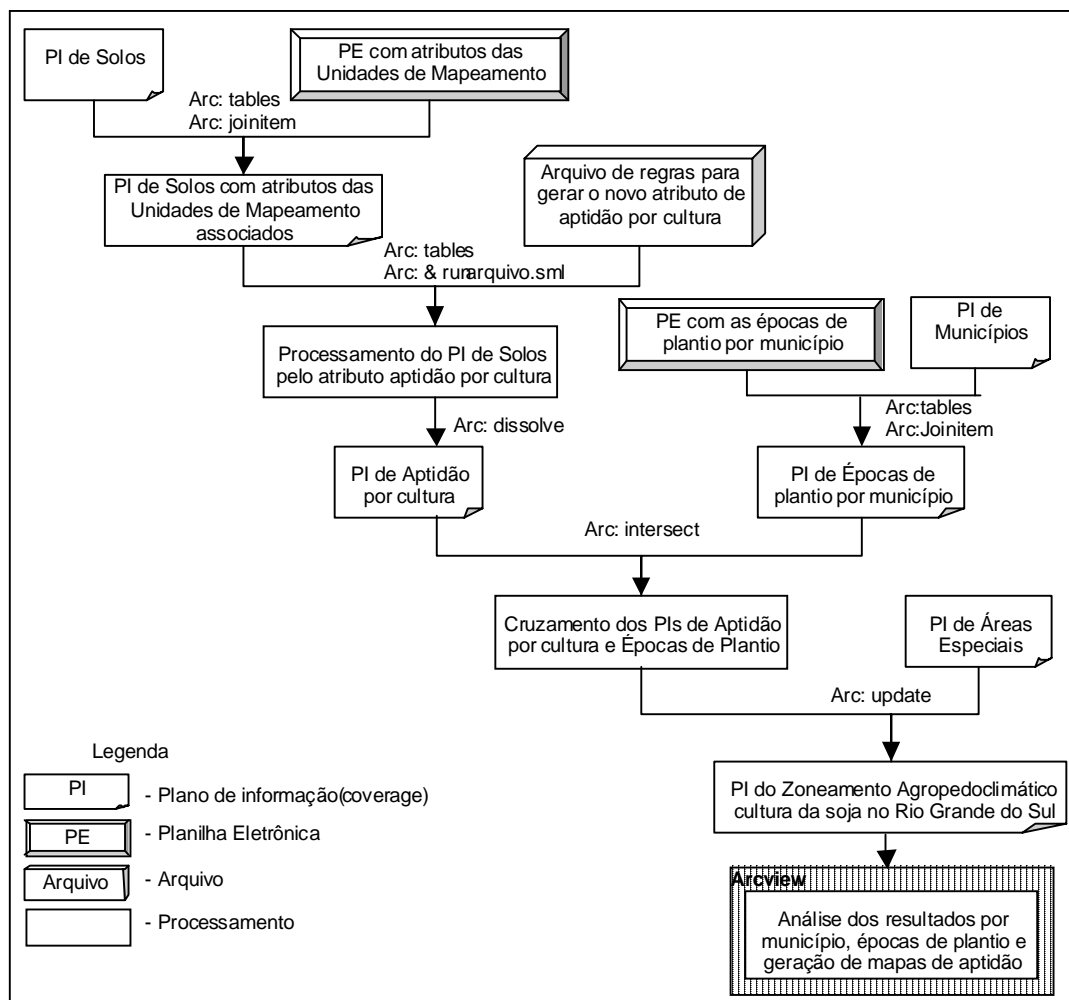 PI de Solos
PE com atributos das
Unidades de Mapeamento
Arc: tables
Arc: joinitem
PI de Solos com atributos das
Unidades de Mapeamento
associados
Arquivo de regras para
gerar o novo atributo de
aptidão por cultura
Arc: tables
Arc: & run arquivo.sml
Processamento do PI de Solos
pelo atributo aptidão por cultura
PE com as épocas de
plantio por município
PI de
Municípios
Arc: dissolve
Arc:tables
Arc:Joinitem
PI de Aptidão
por cultura
PI de Épocas de
plantio por município
Arc: intersect
Cruzamento dos PIs de Aptidão
por cultura e Épocas de Plantio
PI de Áreas
Especiais
Arc: update
PI do Zoneamento Agropedoclimático
cultura da soja no Rio Grande do Sul
Arcview
Análise dos resultados por
município, épocas de plantio e
geração de mapas de aptidão
Legenda
PI - Plano de informação(coverage)
PE - Planilha Eletrônica
Arquivo - Arquivo
- Processamento